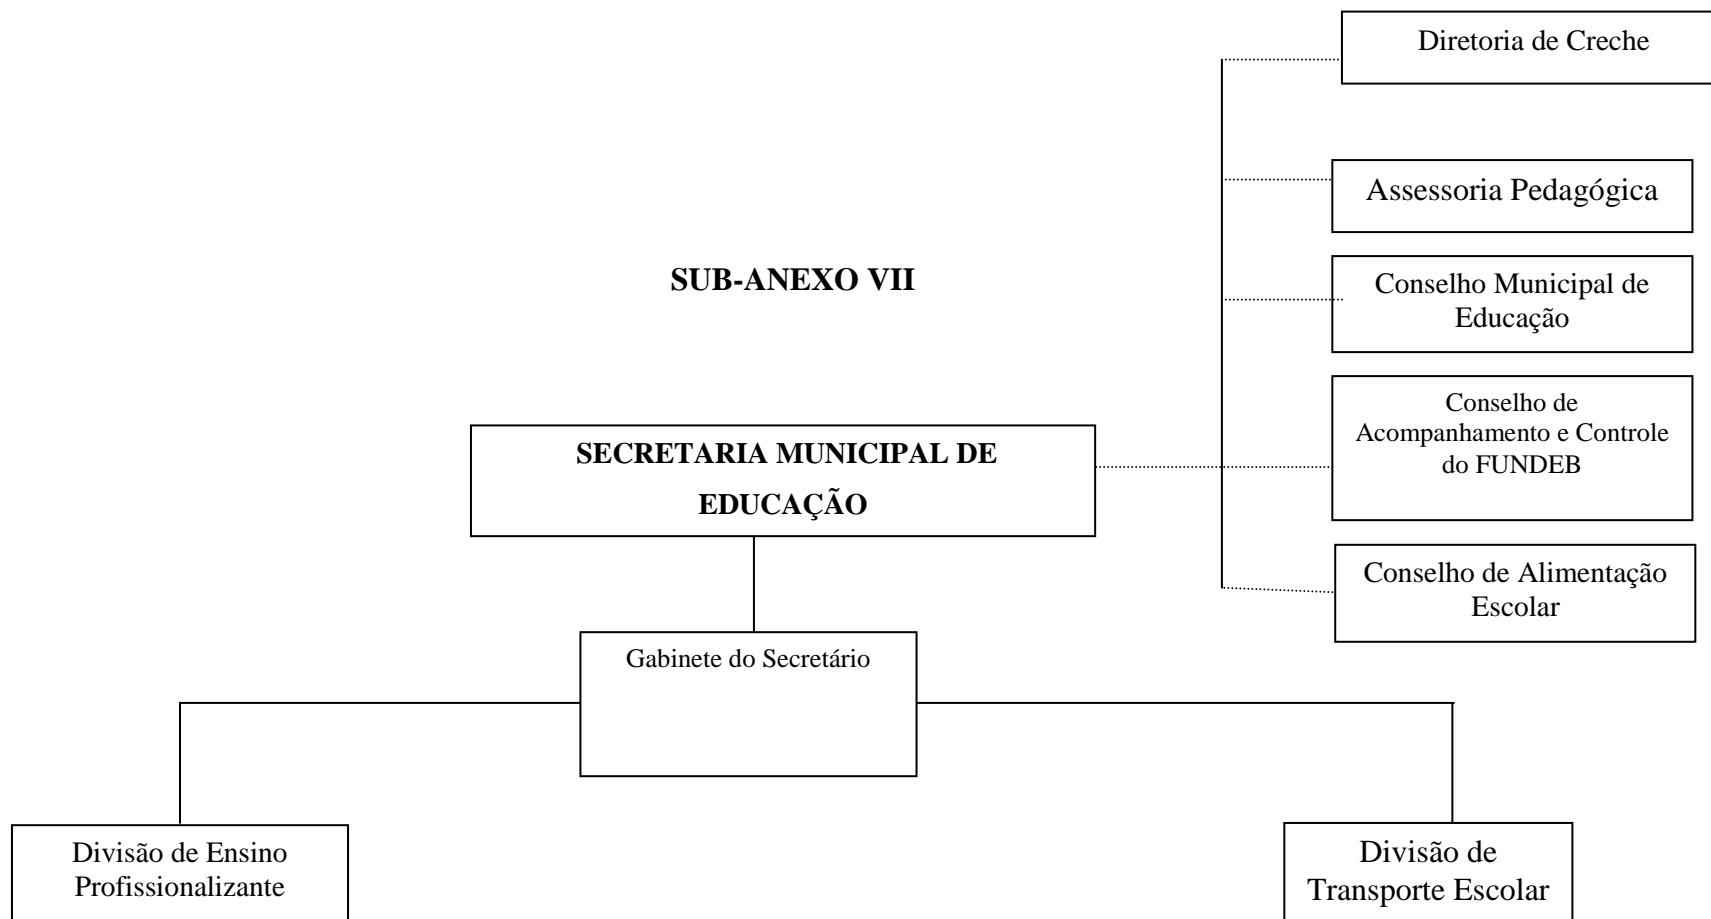 Diretoria de Creche
Assessoria Pedagógica
SUB-ANEXO VII
Conselho Municipal de
Educação
Conselho de
Acompanhamento e Controle
do FUNDEB
SECRETARIA MUNICIPAL DE
EDUCAÇÃO
Conselho de Alimentação
Escolar
Gabinete do Secretário
Divisão de Ensino
Profissionalizante
Divisão de
Transporte Escolar